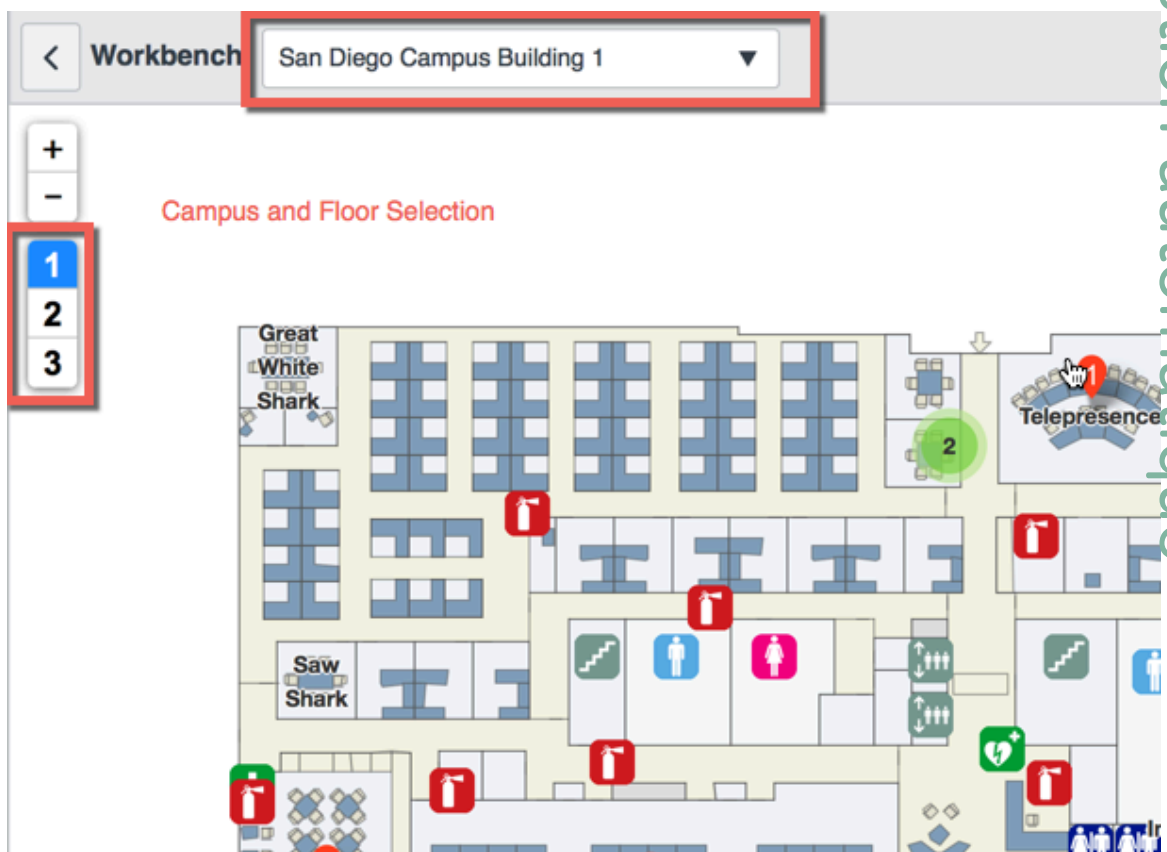 Workbench
San Diego Campus Building 1
+
−
Campus and Floor Selection
1
2
3
Great
White
Shark
1
Telepresence
2
Saw
Shark